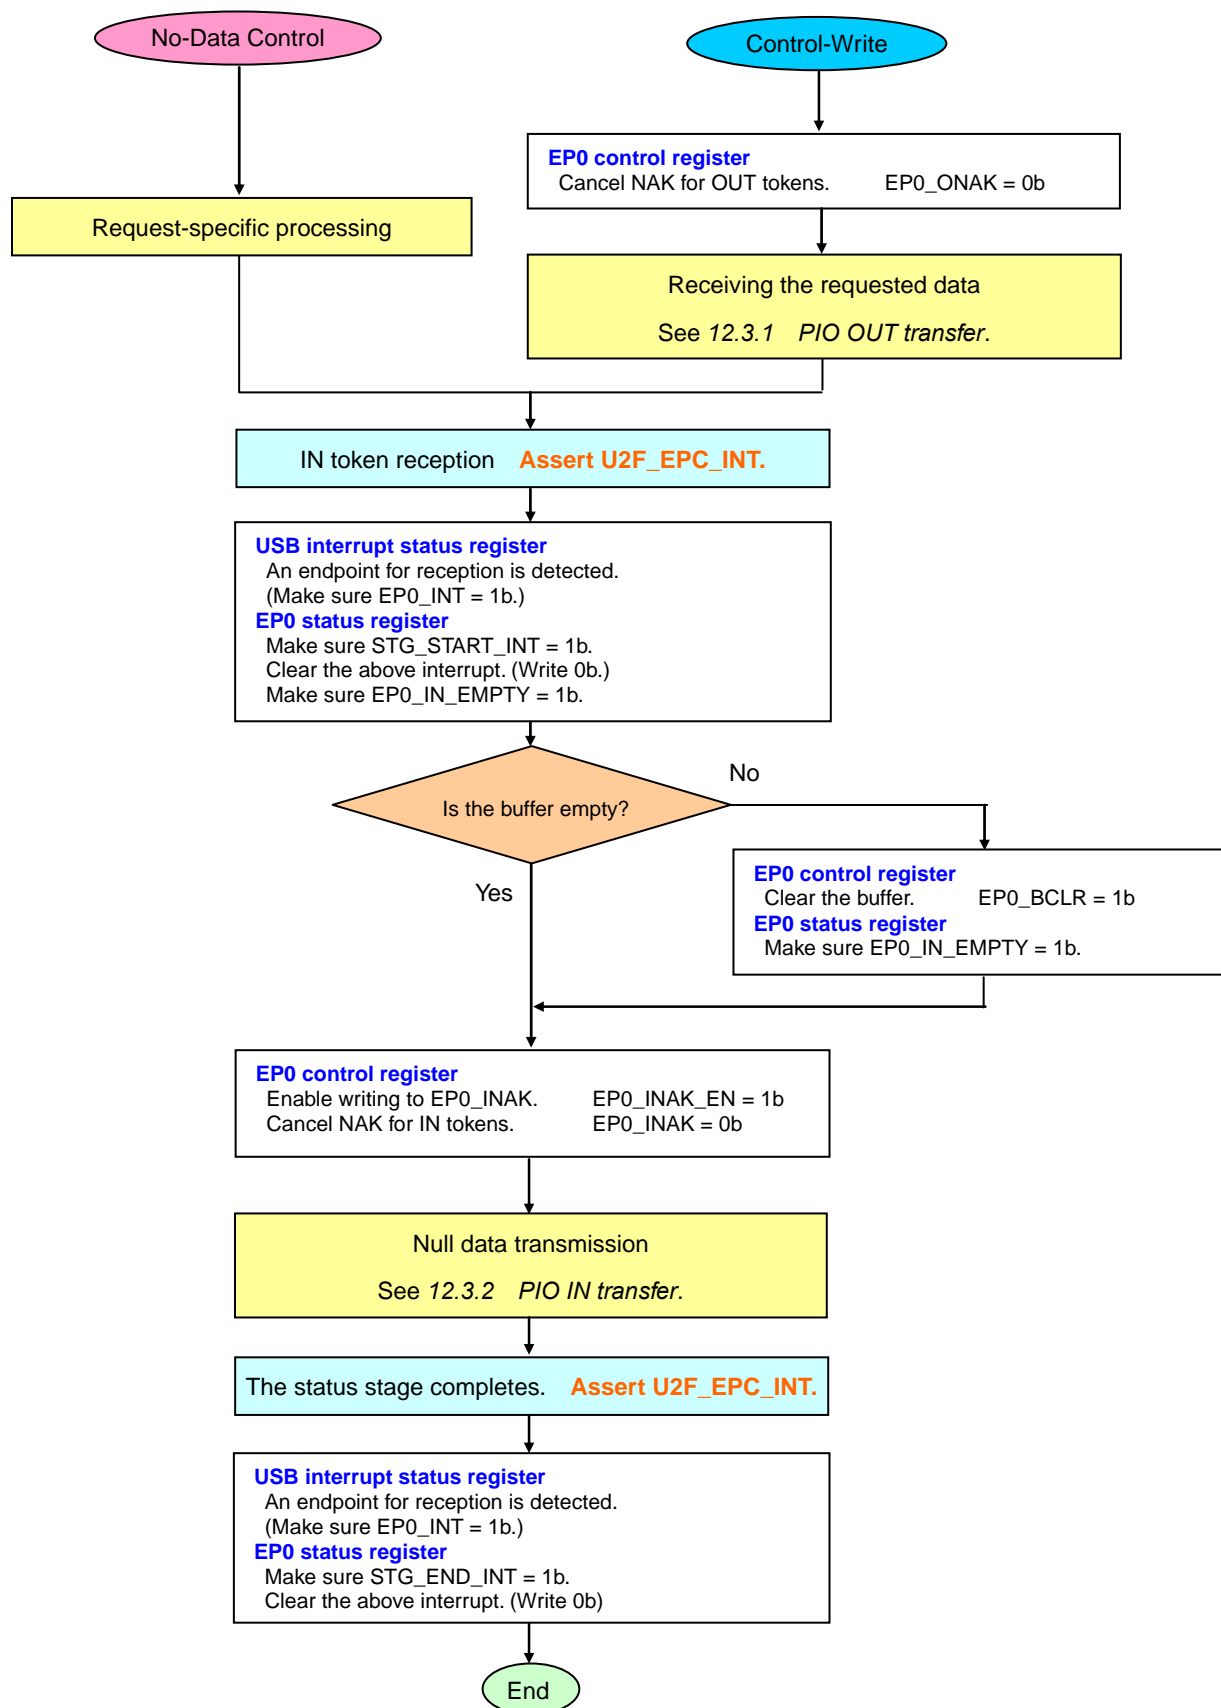 No-Data Control
Control-Write
EP0 control register
Cancel NAK for OUT tokens. EP0_ONAK = 0b
Request-specific processing
Receiving the requested data
See 12.3.1 PIO OUT transfer.
IN token reception Assert U2F_EPC_INT.
USB interrupt status register
An endpoint for reception is detected.
(Make sure EP0_INT = 1b.)
EP0 status register
Make sure STG_START_INT = 1b.
Clear the above interrupt. (Write 0b.)
Make sure EP0_IN_EMPTY = 1b.
Is the buffer empty?
No
Yes
EP0 control register
Clear the buffer. EP0_BCLR = 1b
EP0 status register
Make sure EP0_IN_EMPTY = 1b.
EP0 control register
Enable writing to EP0_INAK. EP0_INAK_EN = 1b
Cancel NAK for IN tokens. EP0_INAK = 0b
Null data transmission
See 12.3.2 PIO IN transfer.
The status stage completes. Assert U2F_EPC_INT.
USB interrupt status register
An endpoint for reception is detected.
(Make sure EP0_INT = 1b.)
EP0 status register
Make sure STG_END_INT = 1b.
Clear the above interrupt. (Write 0b)
End